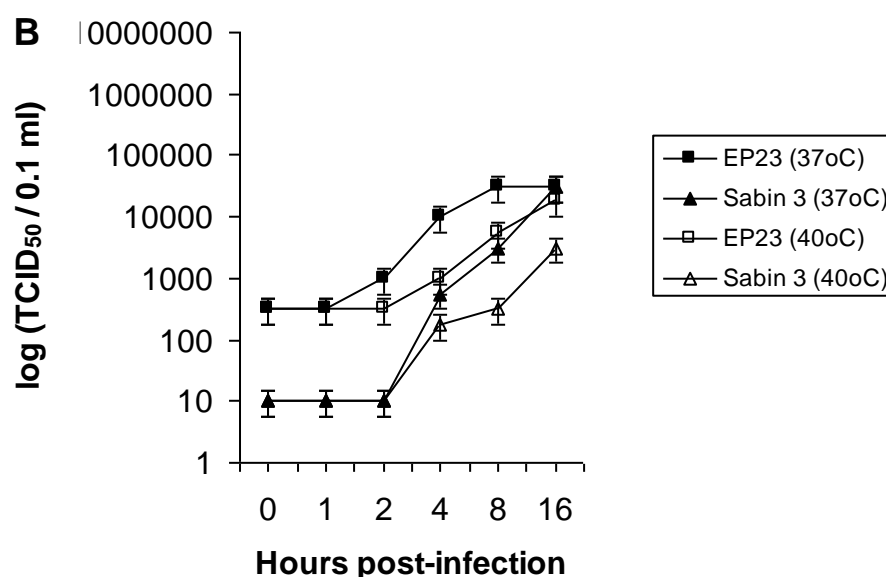 B
0000000
1000000
100000
10000
1000
100
10
1
log (TCID50 / 0.1 ml)
0 1 2 4 8 16
Hours post-infection
EP23 (37oC)
Sabin 3 (37oC)
EP23 (40oC)
Sabin 3 (40oC)